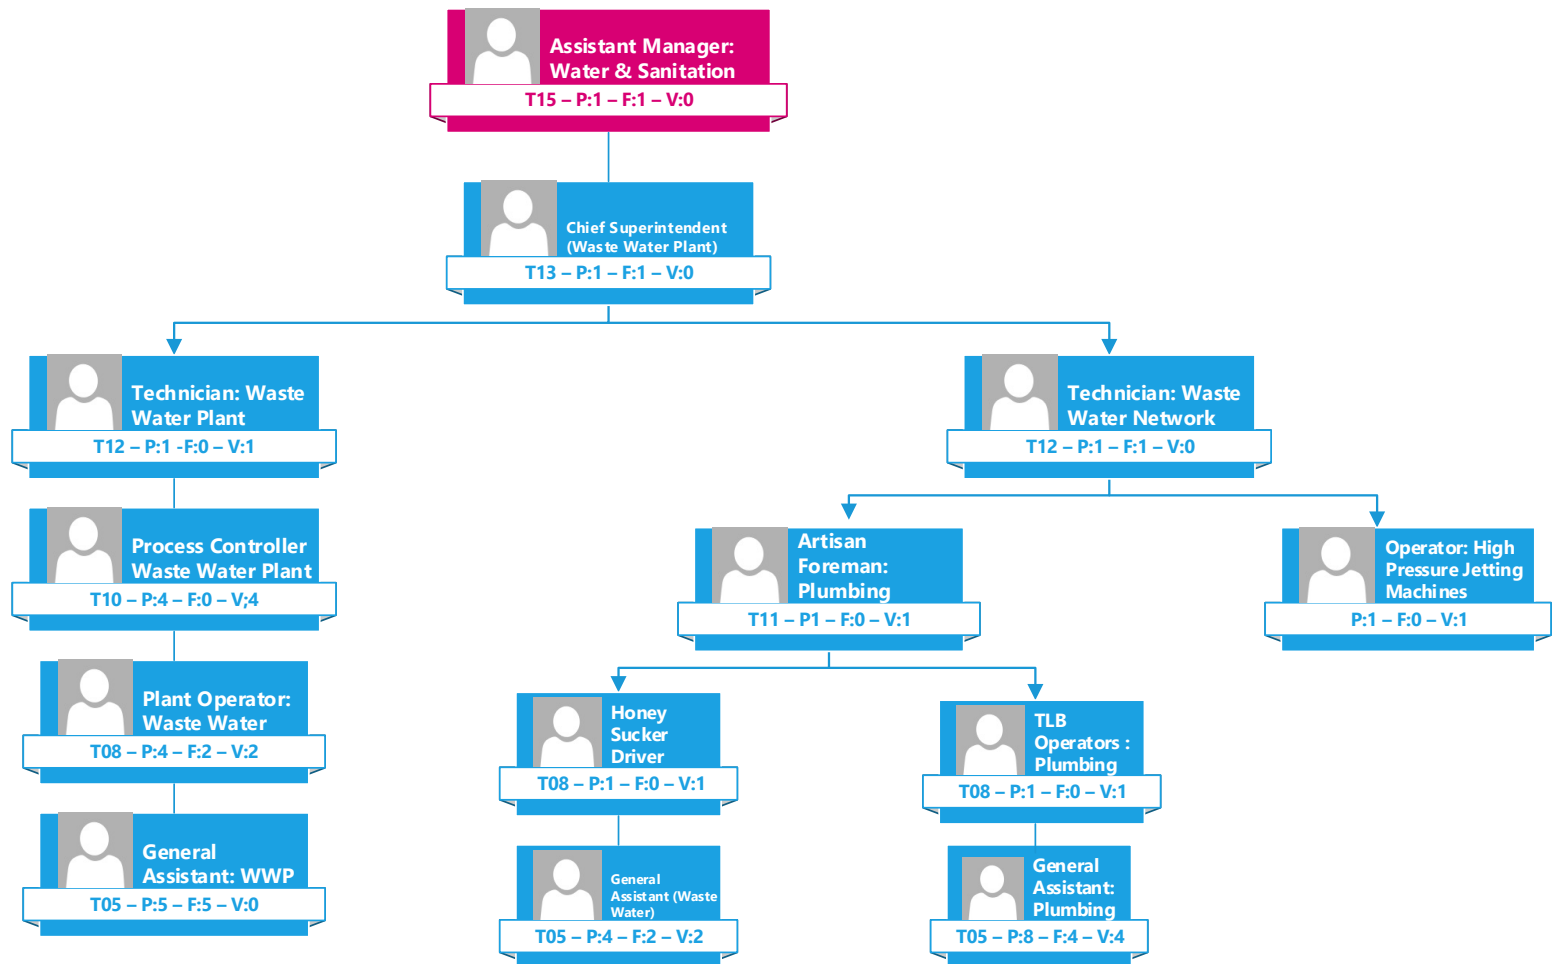 Assistant Manager:
Water & Sanitation
T15 – P:1 – F:1 – V:0
Chief Superintendent
(Waste Water Plant)
T13 – P:1 – F:1 – V:0
Technician: Waste
Water Plant
T12 – P:1 -F:0 – V:1
Technician: Waste
Water Network
T12 – P:1 – F:1 – V:0
Process Controller
Waste Water Plant
T10 – P:4 – F:0 – V;4
Artisan
Foreman:
Plumbing
T11 – P1 – F:0 – V:1
Operator: High
Pressure Jetting
Machines
P:1 – F:0 – V:1
Plant Operator:
Waste Water
T08 – P:4 – F:2 – V:2
Honey
Sucker
Driver
T08 – P:1 – F:0 – V:1
TLB
Operators :
Plumbing
T08 – P:1 – F:0 – V:1
General
Assistant: WWP
T05 – P:5 – F:5 – V:0
General
Assistant (Waste
Water)
T05 – P:4 – F:2 – V:2
General
Assistant:
Plumbing
T05 – P:8 – F:4 – V:4